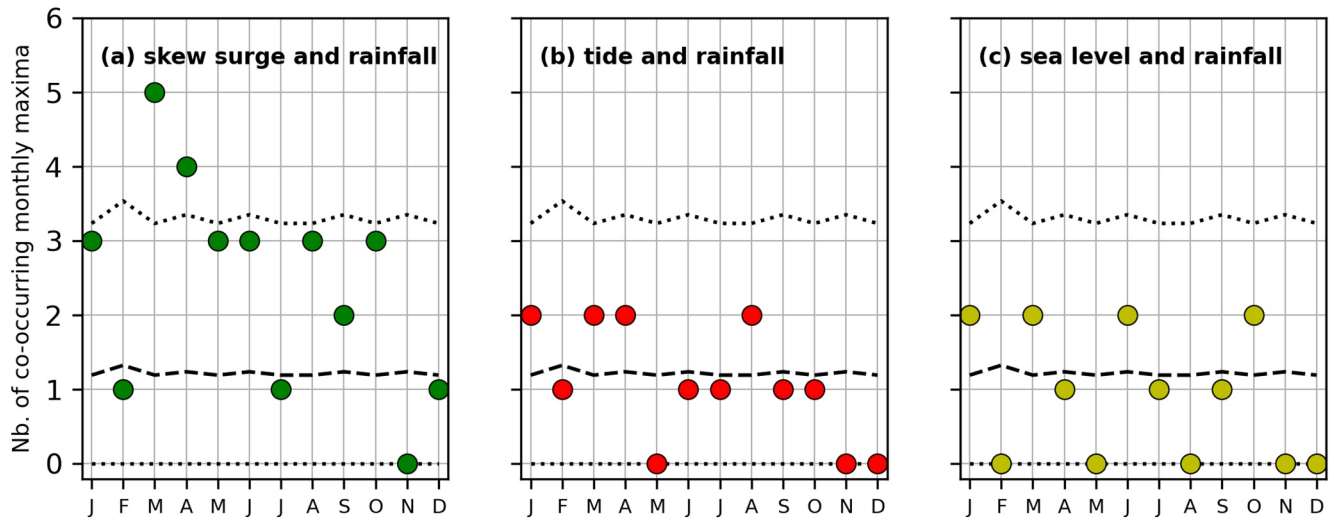 (a) skew surge and rainfall
(b) tide and rainfall
(c) sea level and rainfall
Nb. of co-occurring monthly maxima
6
5
4
3
2
1
0
J F M A M J J A S O N D
J F M A M J J A S O N D
J F M A M J J A S O N D